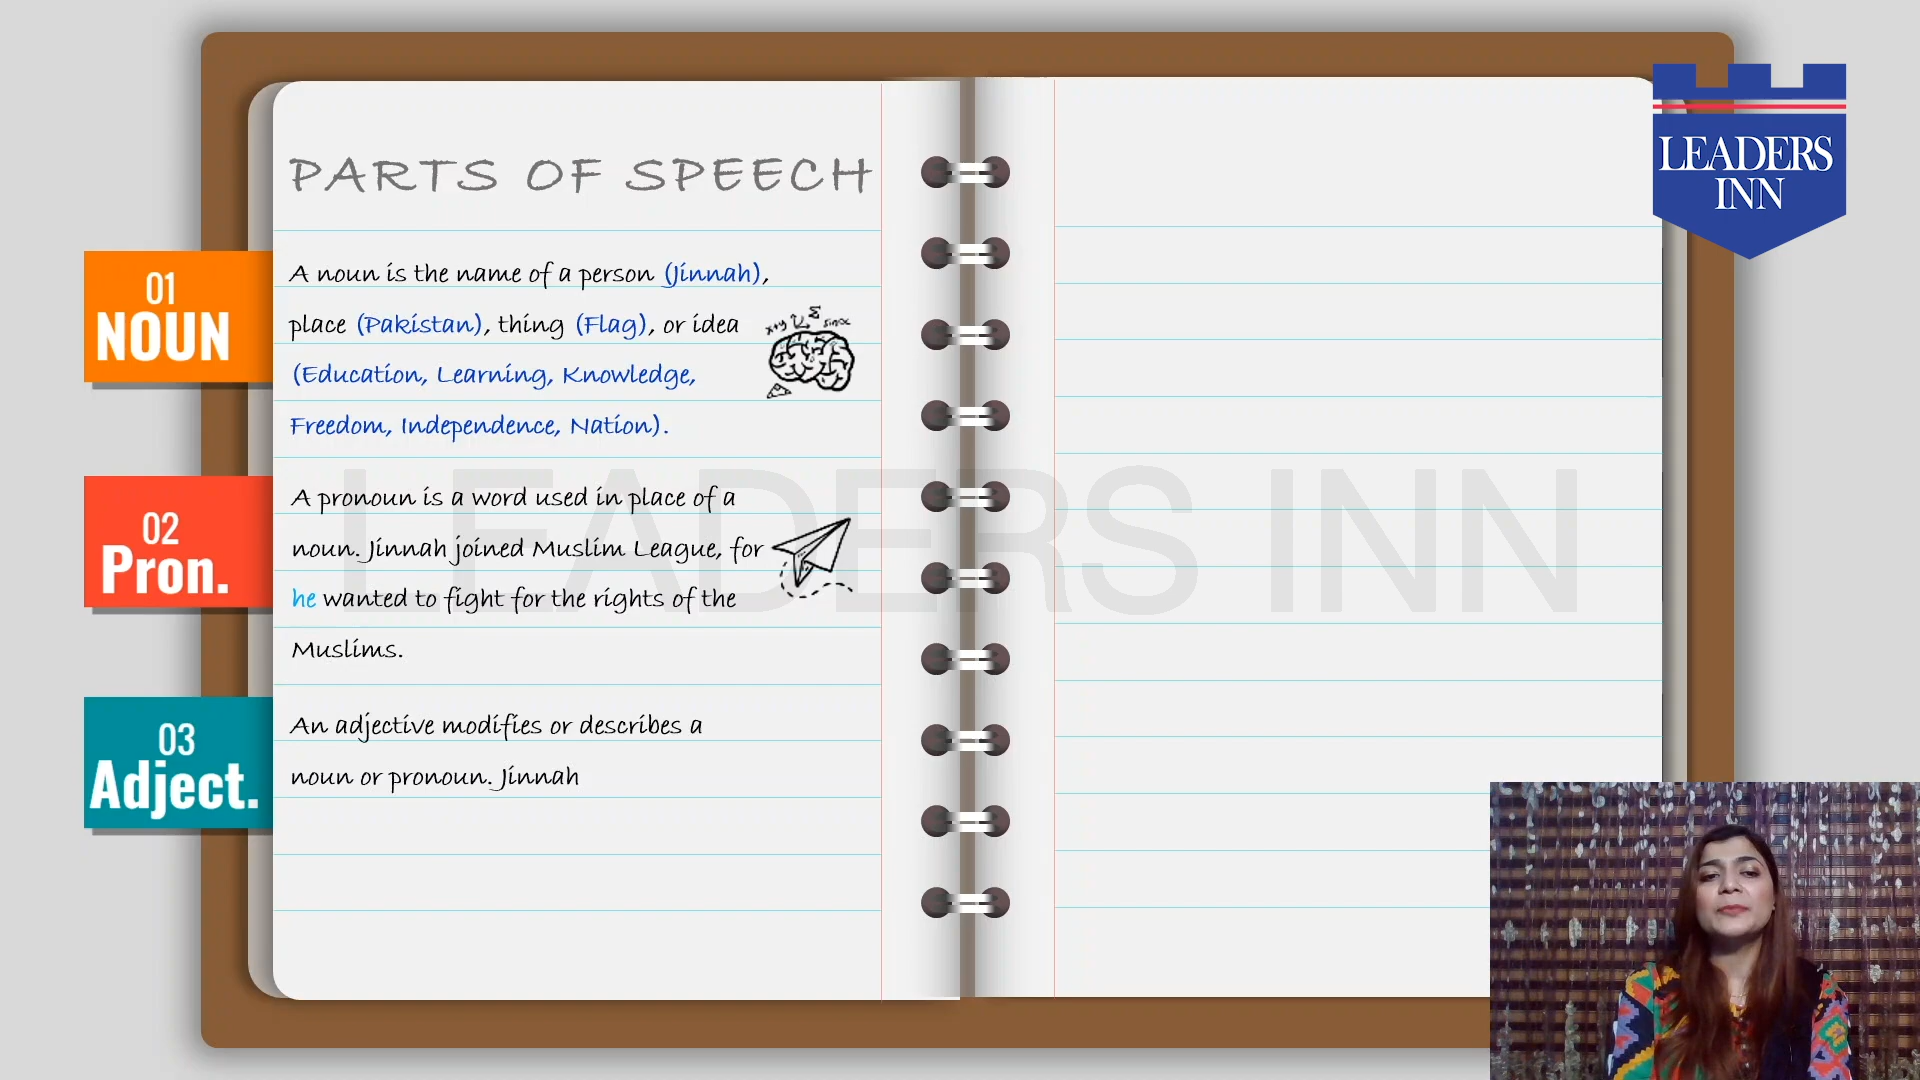 PARTS OF SPEECH
LEADERS
INN
01
NOUN
A noun is the name of a person (Jinnah),
place (Pakistan), thing (Flag), or idea
(Education, Learning, Knowledge,
Freedom, Independence, Nation).
x+y Σ sin∝
02
Pron.
A pronoun is a word used in place of a
noun. Jinnah joined Muslim League, for
he wanted to fight for the rights of the
Muslims.
LEADERS INN
03
Adject.
An adjective modifies or describes a
noun or pronoun. Jinnah